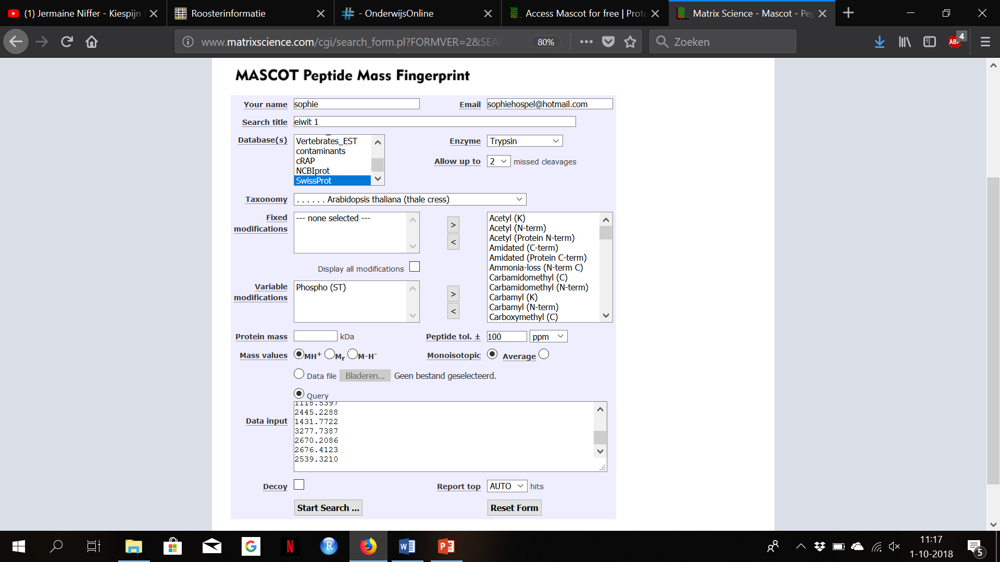 (1) Jermaine Niffer - Kiespijn
Roosterinformatie
- OnderwijsOnline
Access Mascot for free | Prote
Matrix Science - Mascot - Pep
www.matrixscience.com/cgi/search_form.pl?FORMVER=2&SEAR
80%
Zoeken
ABP
4
MASCOT Peptide Mass Fingerprint
Your name sophie Email sophiehospel@hotmail.com
Search title eiwit 1
Database(s) Vertebrates_EST
contaminants
cRAP
NCBIprot
SwissProt
Enzyme Trypsin
Allow up to 2 missed cleavages
Taxonomy . . . . . . Arabidopsis thaliana (thale cress)
Fixed modifications --- none selected ---
> <
Display all modifications
Variable modifications Phospho (ST)
> <
Acetyl (K)
Acetyl (N-term)
Acetyl (Protein N-term)
Amidated (C-term)
Amidated (Protein C-term)
Ammonia-loss (N-term C)
Carbamidomethyl (C)
Carbamidomethyl (N-term)
Carbamyl (K)
Carbamyl (N-term)
Carboxymethyl (C)
Protein mass kDa Peptide tol. ± 100 ppm
Mass values MH+ Mr M-H- Monoisotopic Average
Data file Bladeren... Geen bestand geselecteerd.
Query
Data input
1118.5397
2445.2288
1431.7722
3277.7387
2670.2086
2676.4123
2539.3210
Decoy Report top AUTO hits
Start Search ... Reset Form
11:17
1-10-2018
5